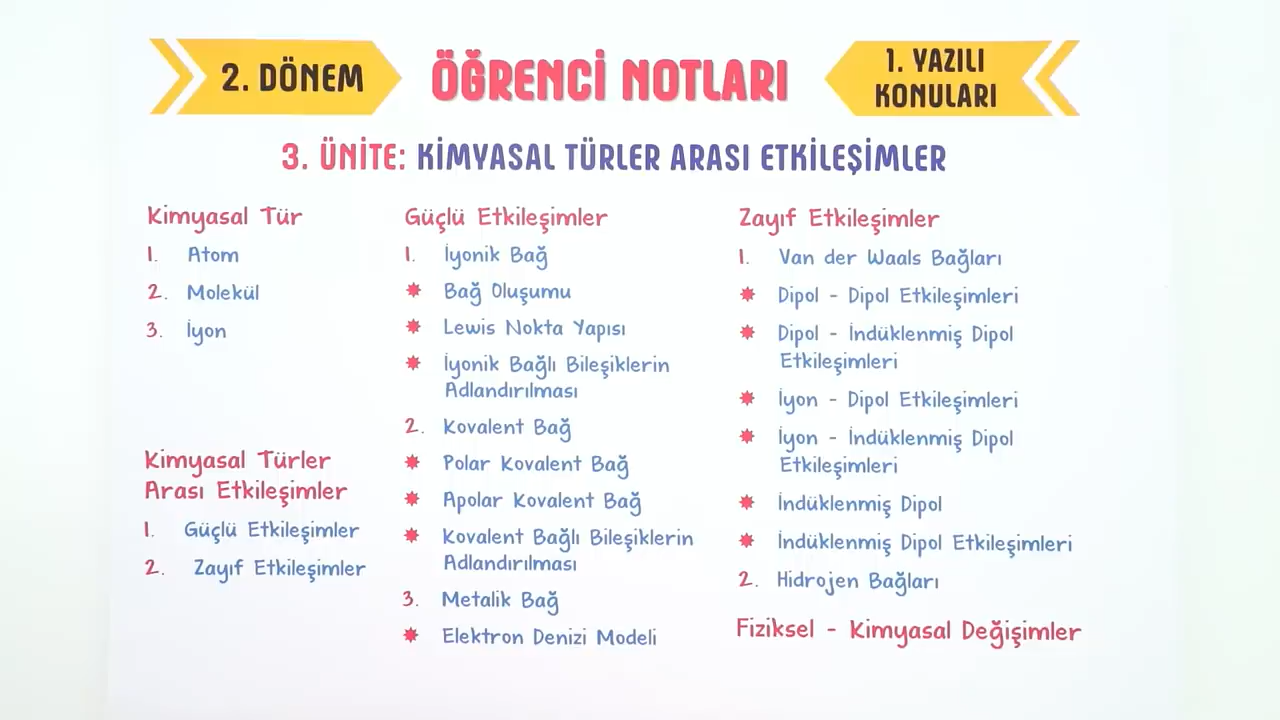 2. DÖNEM
ÖĞRENCİ NOTLARI
1. YAZILI
KONULARI
3. ÜNİTE: KİMYASAL TÜRLER ARASI ETKİLEŞİMLER
Kimyasal Tür
1. Atom
2. Molekül
3. İyon
Kimyasal Türler
Arası Etkileşimler
1. Güçlü Etkileşimler
2. Zayıf Etkileşimler
Güçlü Etkileşimler
1. İyonik Bağ
* Bağ Oluşumu
* Lewis Nokta Yapısı
* İyonik Bağlı Bileşiklerin
Adlandırılması
2. Kovalent Bağ
* Polar Kovalent Bağ
* Apolar Kovalent Bağ
* Kovalent Bağlı Bileşiklerin
Adlandırılması
3. Metalik Bağ
* Elektron Denizi Modeli
Zayıf Etkileşimler
1. Van der Waals Bağları
* Dipol - Dipol Etkileşimleri
* Dipol - İndüklenmiş Dipol
Etkileşimleri
* İyon - Dipol Etkileşimleri
* İyon - İndüklenmiş Dipol
Etkileşimleri
* İndüklenmiş Dipol
* İndüklenmiş Dipol Etkileşimleri
2. Hidrojen Bağları
Fiziksel - Kimyasal Değişimler